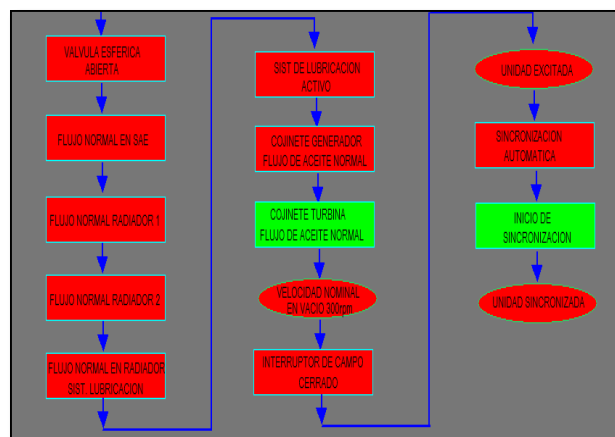 VALVULA ESFERICA
ABIERTA
FLUJO NORMAL EN SAE
FLUJO NORMAL RADIADOR 1
FLUJO NORMAL RADIADOR 2
FLUJO NORMAL EN RADIADOR
SIST. LUBRICACION
SIST DE LUBRICACION
ACTIVO
COJINETE GENERADOR
FLUJO DE ACEITE NORMAL
COJINETE TURBINA
FLUJO DE ACEITE NORMAL
VELOCIDAD NOMINAL
EN VACIO 300rpm
INTERRUPTOR DE CAMPO
CERRADO
UNIDAD EXCITADA
SINCRONIZACION
AUTOMATICA
INICIO DE
SINCRONIZACION
UNIDAD SINCRONIZADA